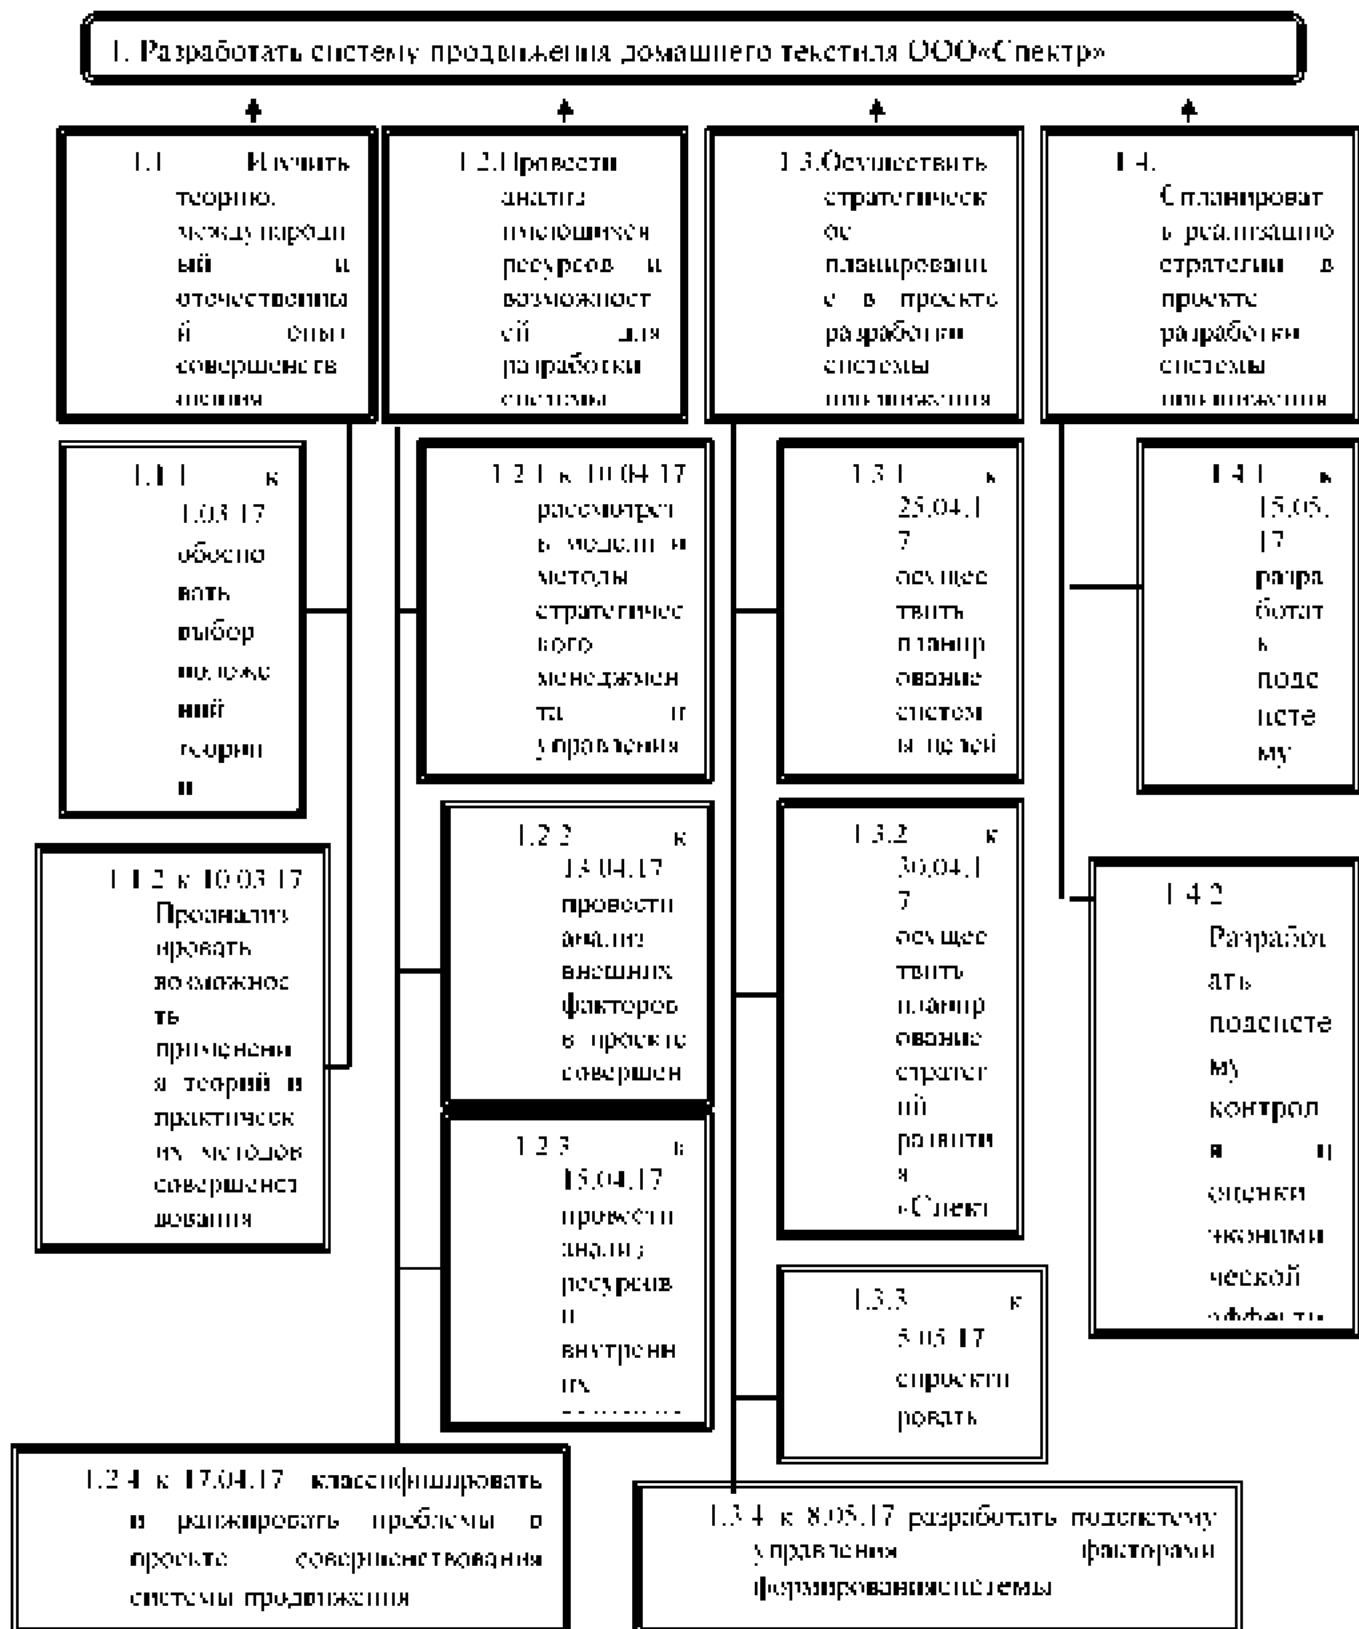 1. Разработать систему продвижения домашнего текстиля ООО«Спектр»
1.1 Изучить
теорию,
международн
ый и
отечественны
й опыт
совершенств
ования
1.2.Провести
анализ
имеющихся
ресурсов и
возможност
ей для
разработки
системы
1.3.Осуществить
стратегическ
ое
планировани
е в проекте
разработки
системы
продвижения
1.4.
Спланироват
ь реализацию
стратегии в
проекте
разработки
системы
продвижения
1.1.1 к
1.03.17
обосно
вать
выбор
положе
ний
теории
и
1.1.2 к 10.03.17
Проанализ
ировать
возможнос
ть
применени
я теорий и
практическ
их методов
совершенст
вования
1.2.1 к 10.04.17
рассмотрет
ь модели и
методы
стратегичес
кого
менеджмен
та и
управления
1.2.2 к
13.04.17
провести
анализ
внешних
факторов
в проекте
совершен
1.2.3 к
15.04.17
провести
анализ
ресурсов
и
внутренн
их
1.2.4 к 17.04.17 классифицировать
и ранжировать проблемы в
проекте совершенствования
системы продвижения
1.3.1 к
25.04.1
7
осущес
твить
планир
ование
систем
ы целей
1.3.2 к
30.04.1
7
осущес
твить
планир
ование
стратег
ий
развити
я
«Спект
1.3.3 к
5.05.17
спроекти
ровать
1.3.4 к 8.05.17 разработать подсистему
управления факторами
формированиясистемы
1.4.1 к
15.05.
17
разра
ботат
ь
подс
исте
му
1.4.2
Разработ
ать
подсисте
му
контрол
я и
оценки
экономи
ческой
эффекти